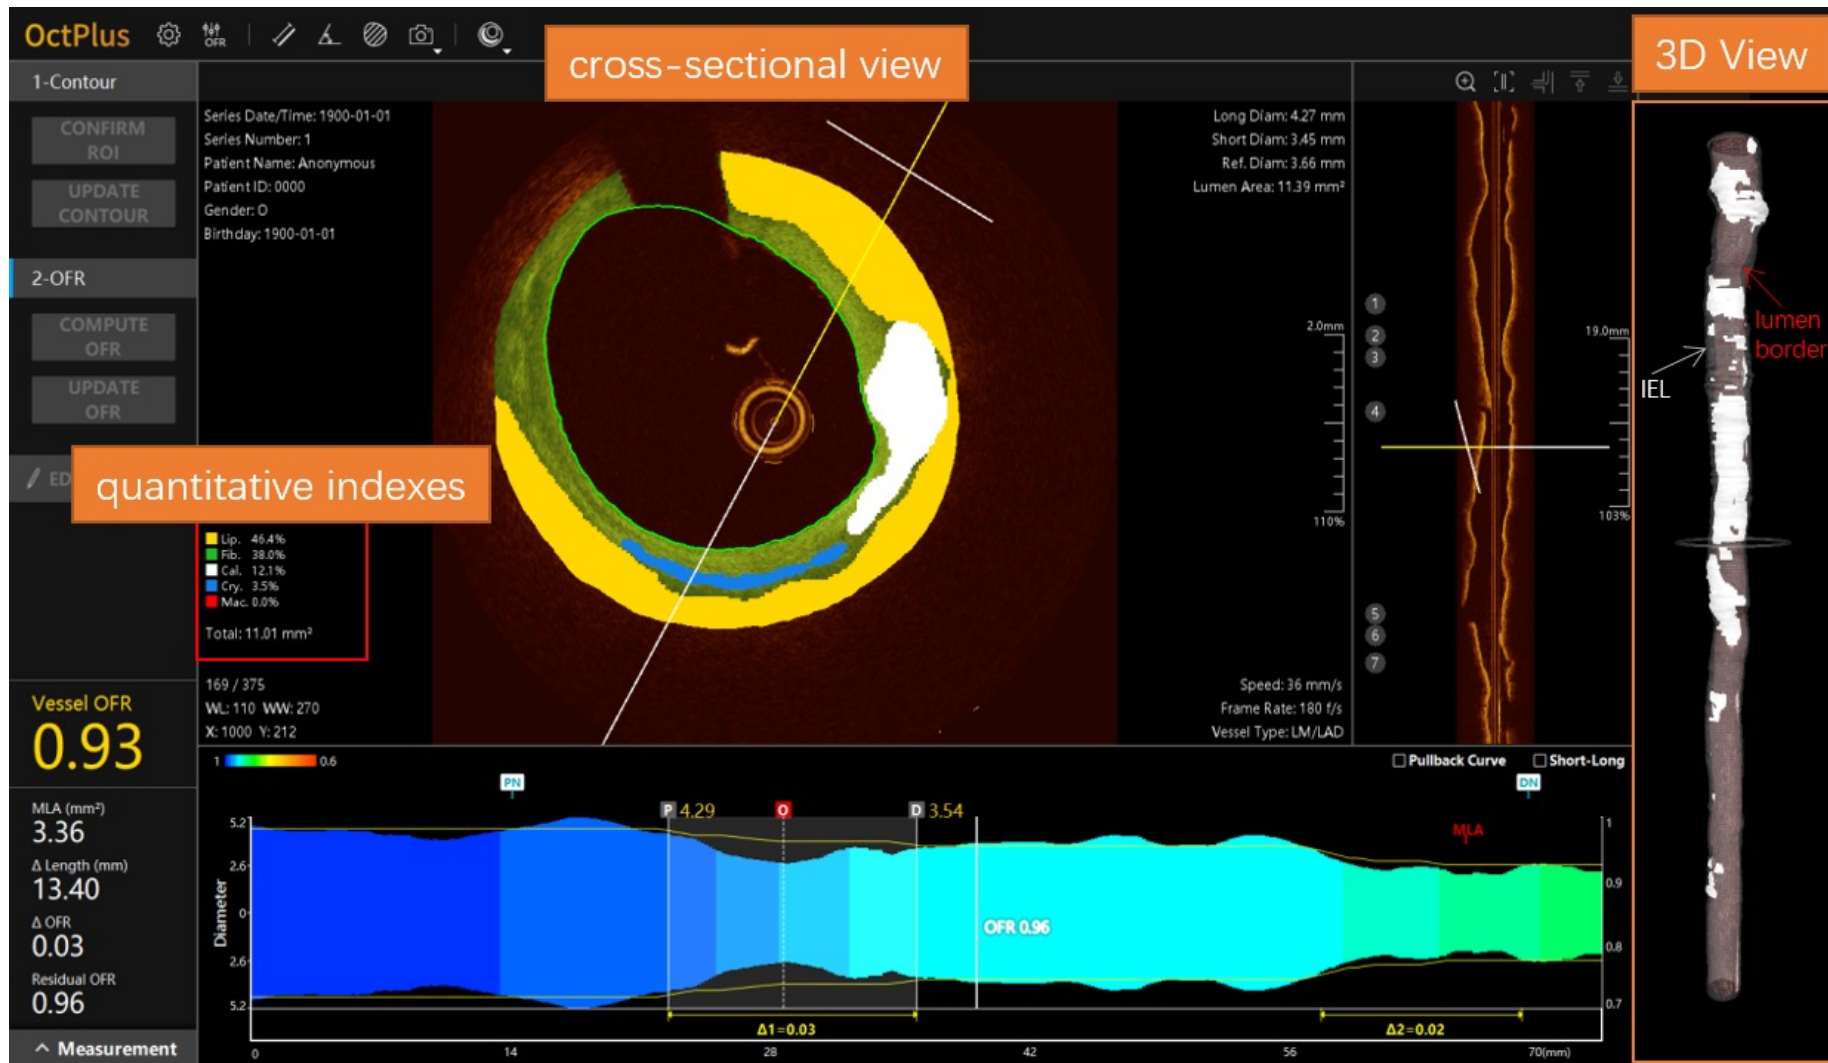 OctPlus
OFR
cross-sectional view
3D View
1-Contour
CONFIRM
ROI
UPDATE
CONTOUR
2-OFR
COMPUTE
OFR
UPDATE
OFR
ED
quantitative indexes
Series Date/Time: 1900-01-01
Series Number: 1
Patient Name: Anonymous
Patient ID: 0000
Gender: O
Birthday: 1900-01-01
Long Diam: 4.27 mm
Short Diam: 3.45 mm
Ref. Diam: 3.66 mm
Lumen Area: 11.39 mm²
Lip. 46.4%
Fib. 38.0%
Cal. 12.1%
Cry. 3.5%
Mac. 0.0%
Total: 11.01 mm²
169 / 375
WL: 110 WW: 270
X: 1000 Y: 212
Speed: 36 mm/s
Frame Rate: 180 f/s
Vessel Type: LM/LAD
2.0mm
110%
1
2
3
4
5
6
7
19.0mm
103%
lumen
border
IEL
Vessel OFR
0.93
MLA (mm²)
3.36
Δ Length (mm)
13.40
Δ OFR
0.03
Residual OFR
0.96
Measurement
1 0.6
Pullback Curve
Short-Long
PN
DN
P 4.29
O
D 3.54
MLA
5.2
2.6
0
2.6
5.2
Diameter
OFR 0.96
1
0.9
0.8
0.7
Δ1=0.03
Δ2=0.02
0 14 28 42 56 70(mm)